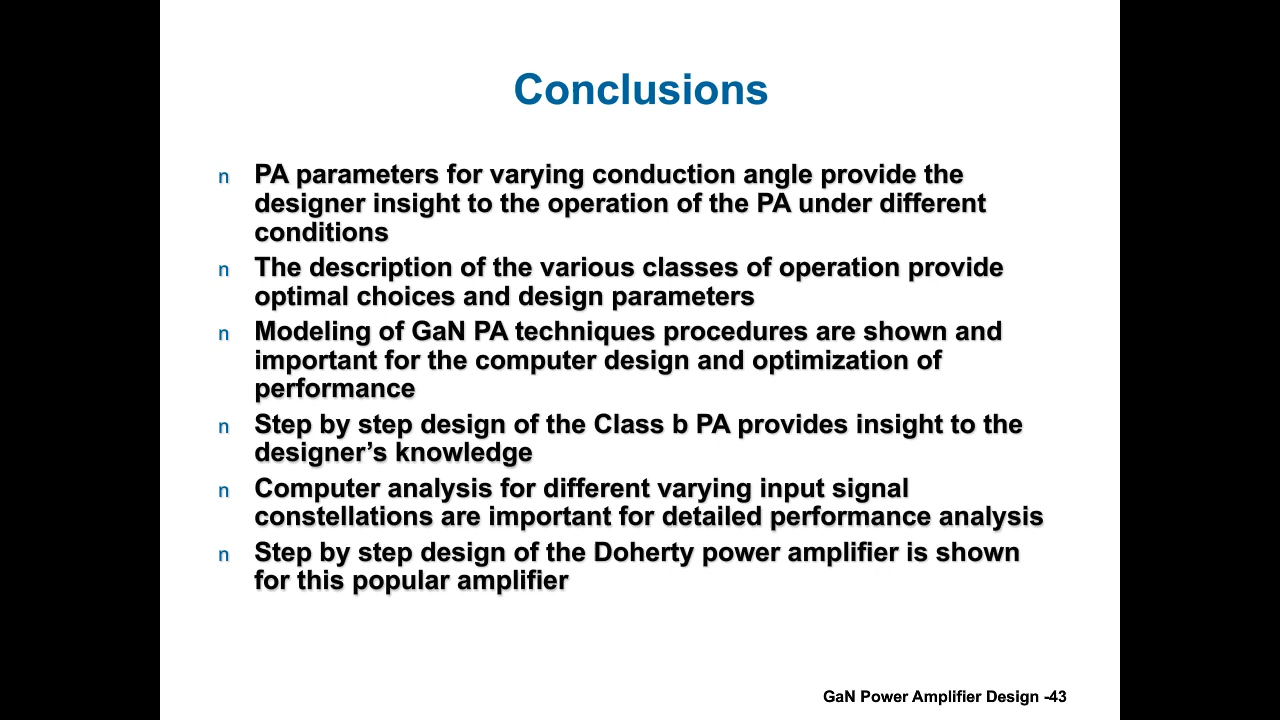 Conclusions
n PA parameters for varying conduction angle provide the
designer insight to the operation of the PA under different
conditions
n The description of the various classes of operation provide
optimal choices and design parameters
n Modeling of GaN PA techniques procedures are shown and
important for the computer design and optimization of
performance
n Step by step design of the Class b PA provides insight to the
designer’s knowledge
n Computer analysis for different varying input signal
constellations are important for detailed performance analysis
n Step by step design of the Doherty power amplifier is shown
for this popular amplifier
GaN Power Amplifier Design -43